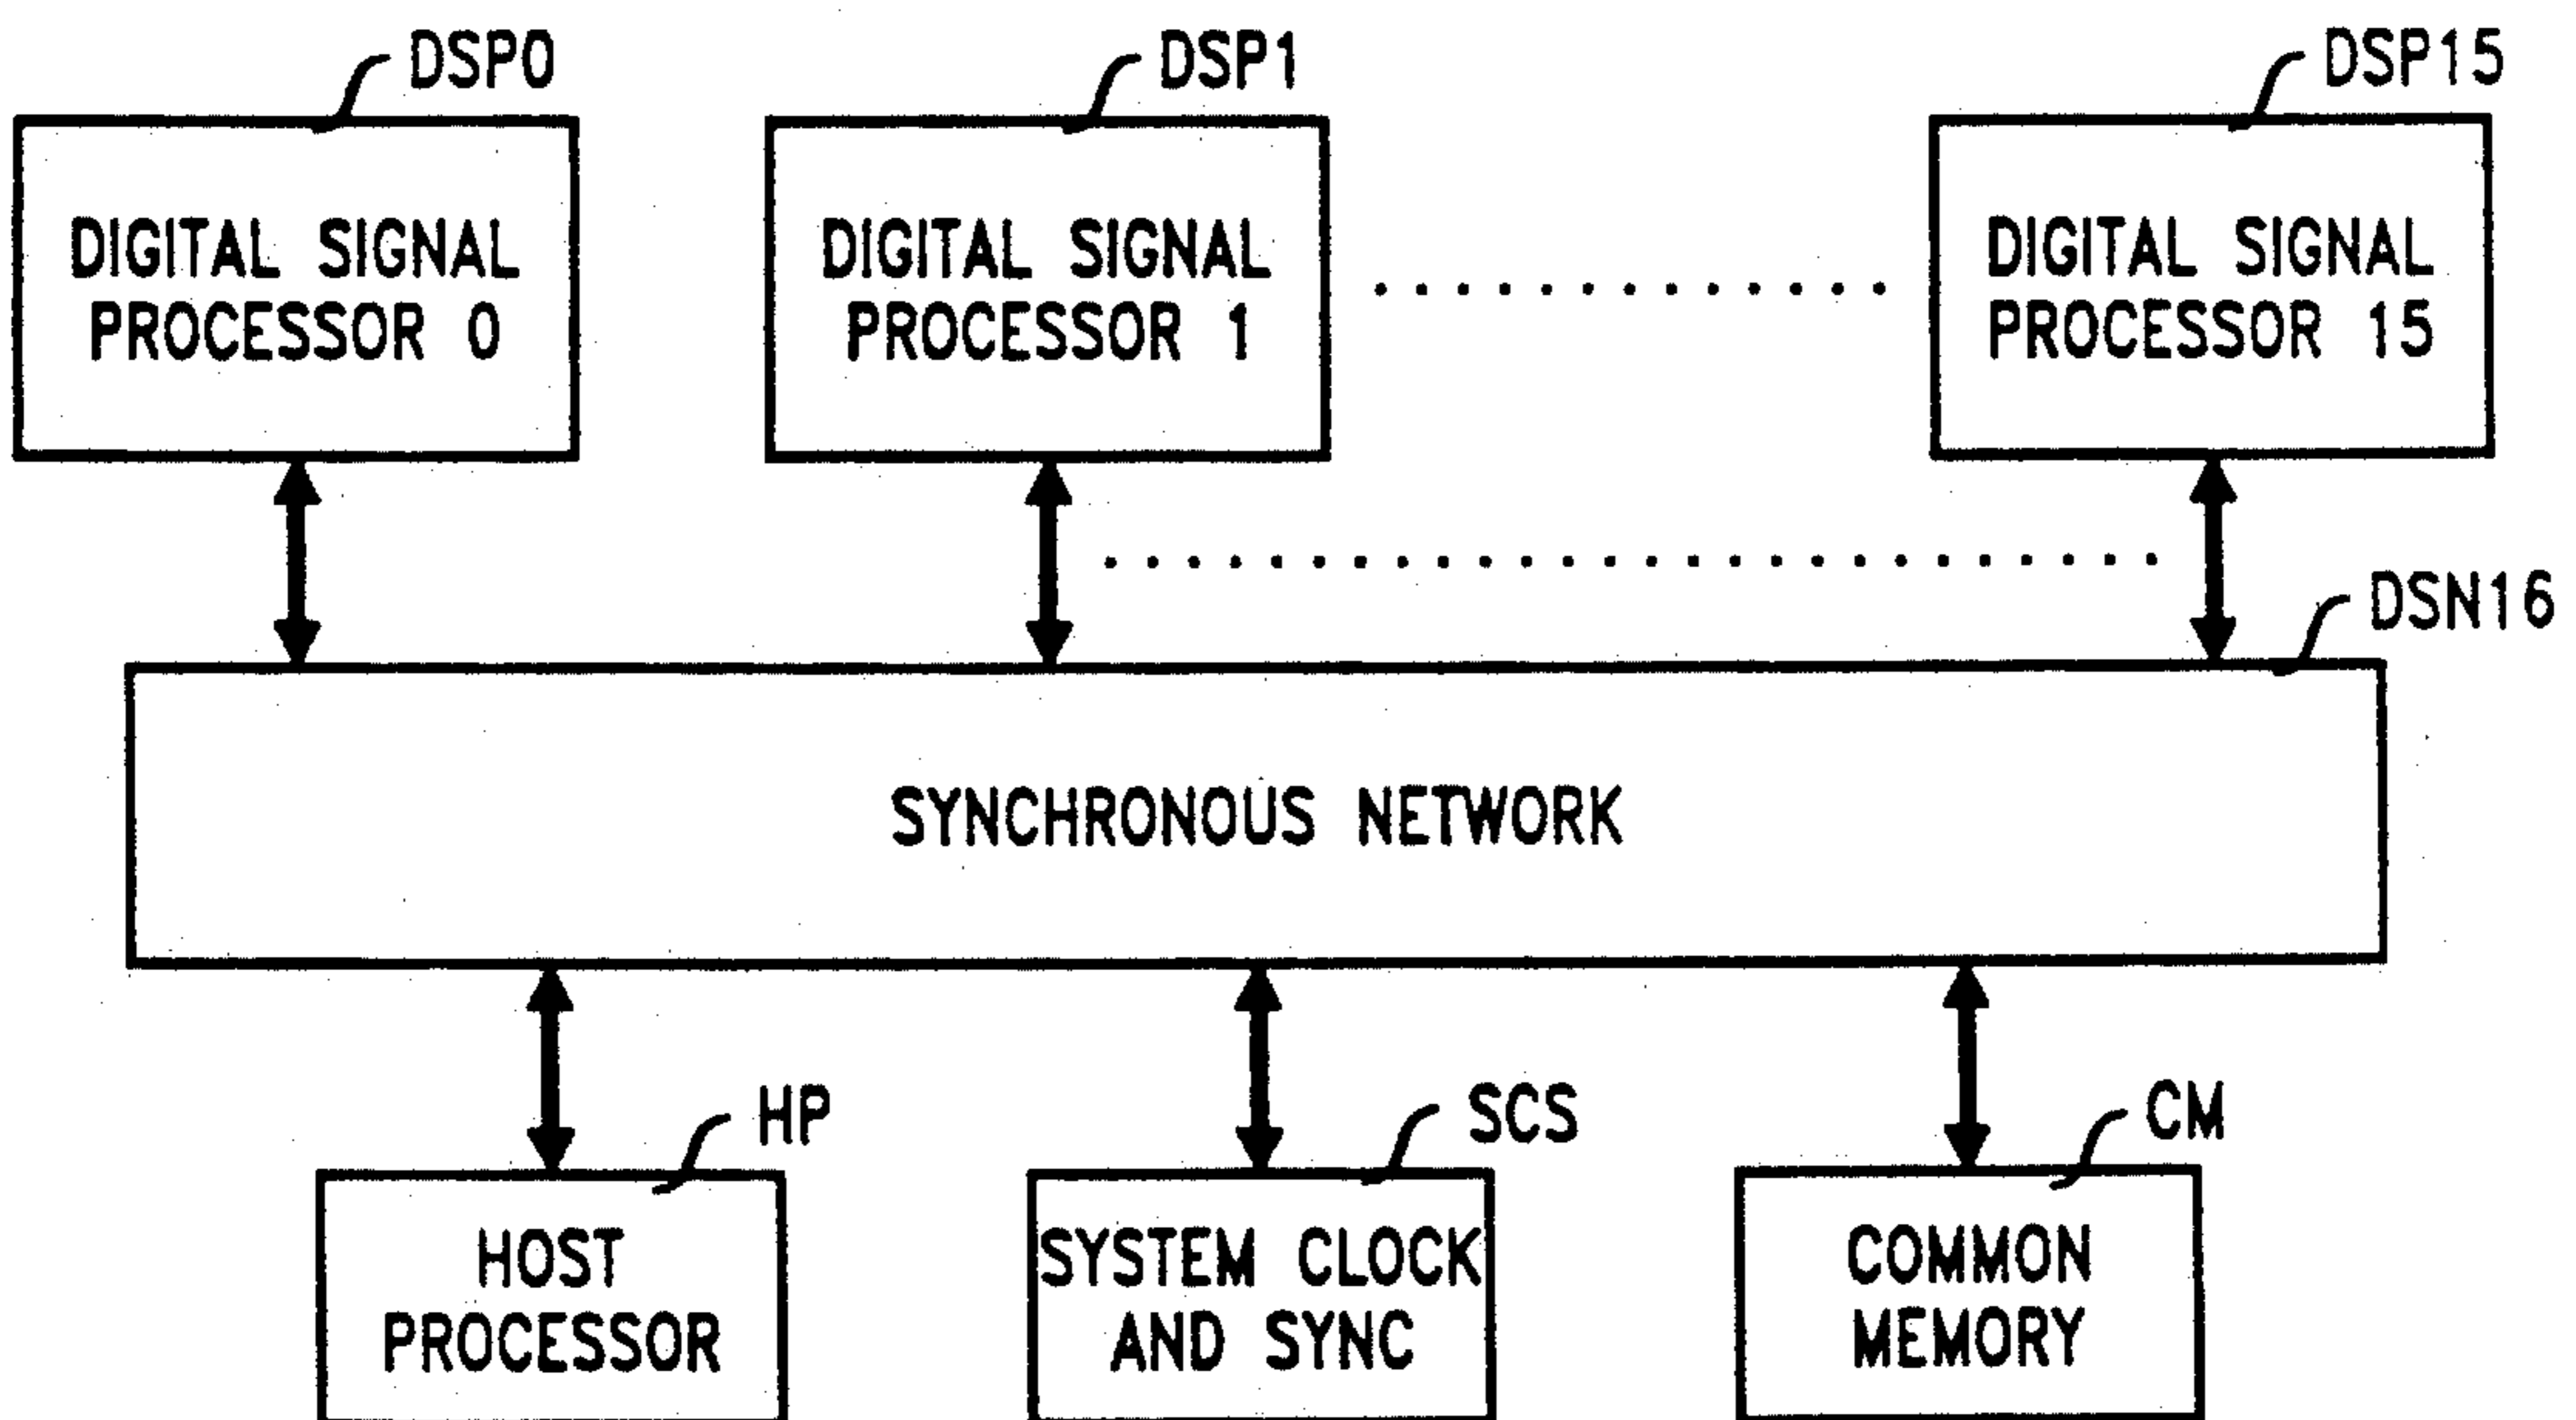 DSP0
DSP1
DSP15
DIGITAL SIGNAL
PROCESSOR 0
DIGITAL SIGNAL
PROCESSOR 1
DIGITAL SIGNAL
PROCESSOR 15
DSN16
SYNCHRONOUS NETWORK
HP
SCS
CM
HOST
PROCESSOR
SYSTEM CLOCK
AND SYNC
COMMON
MEMORY